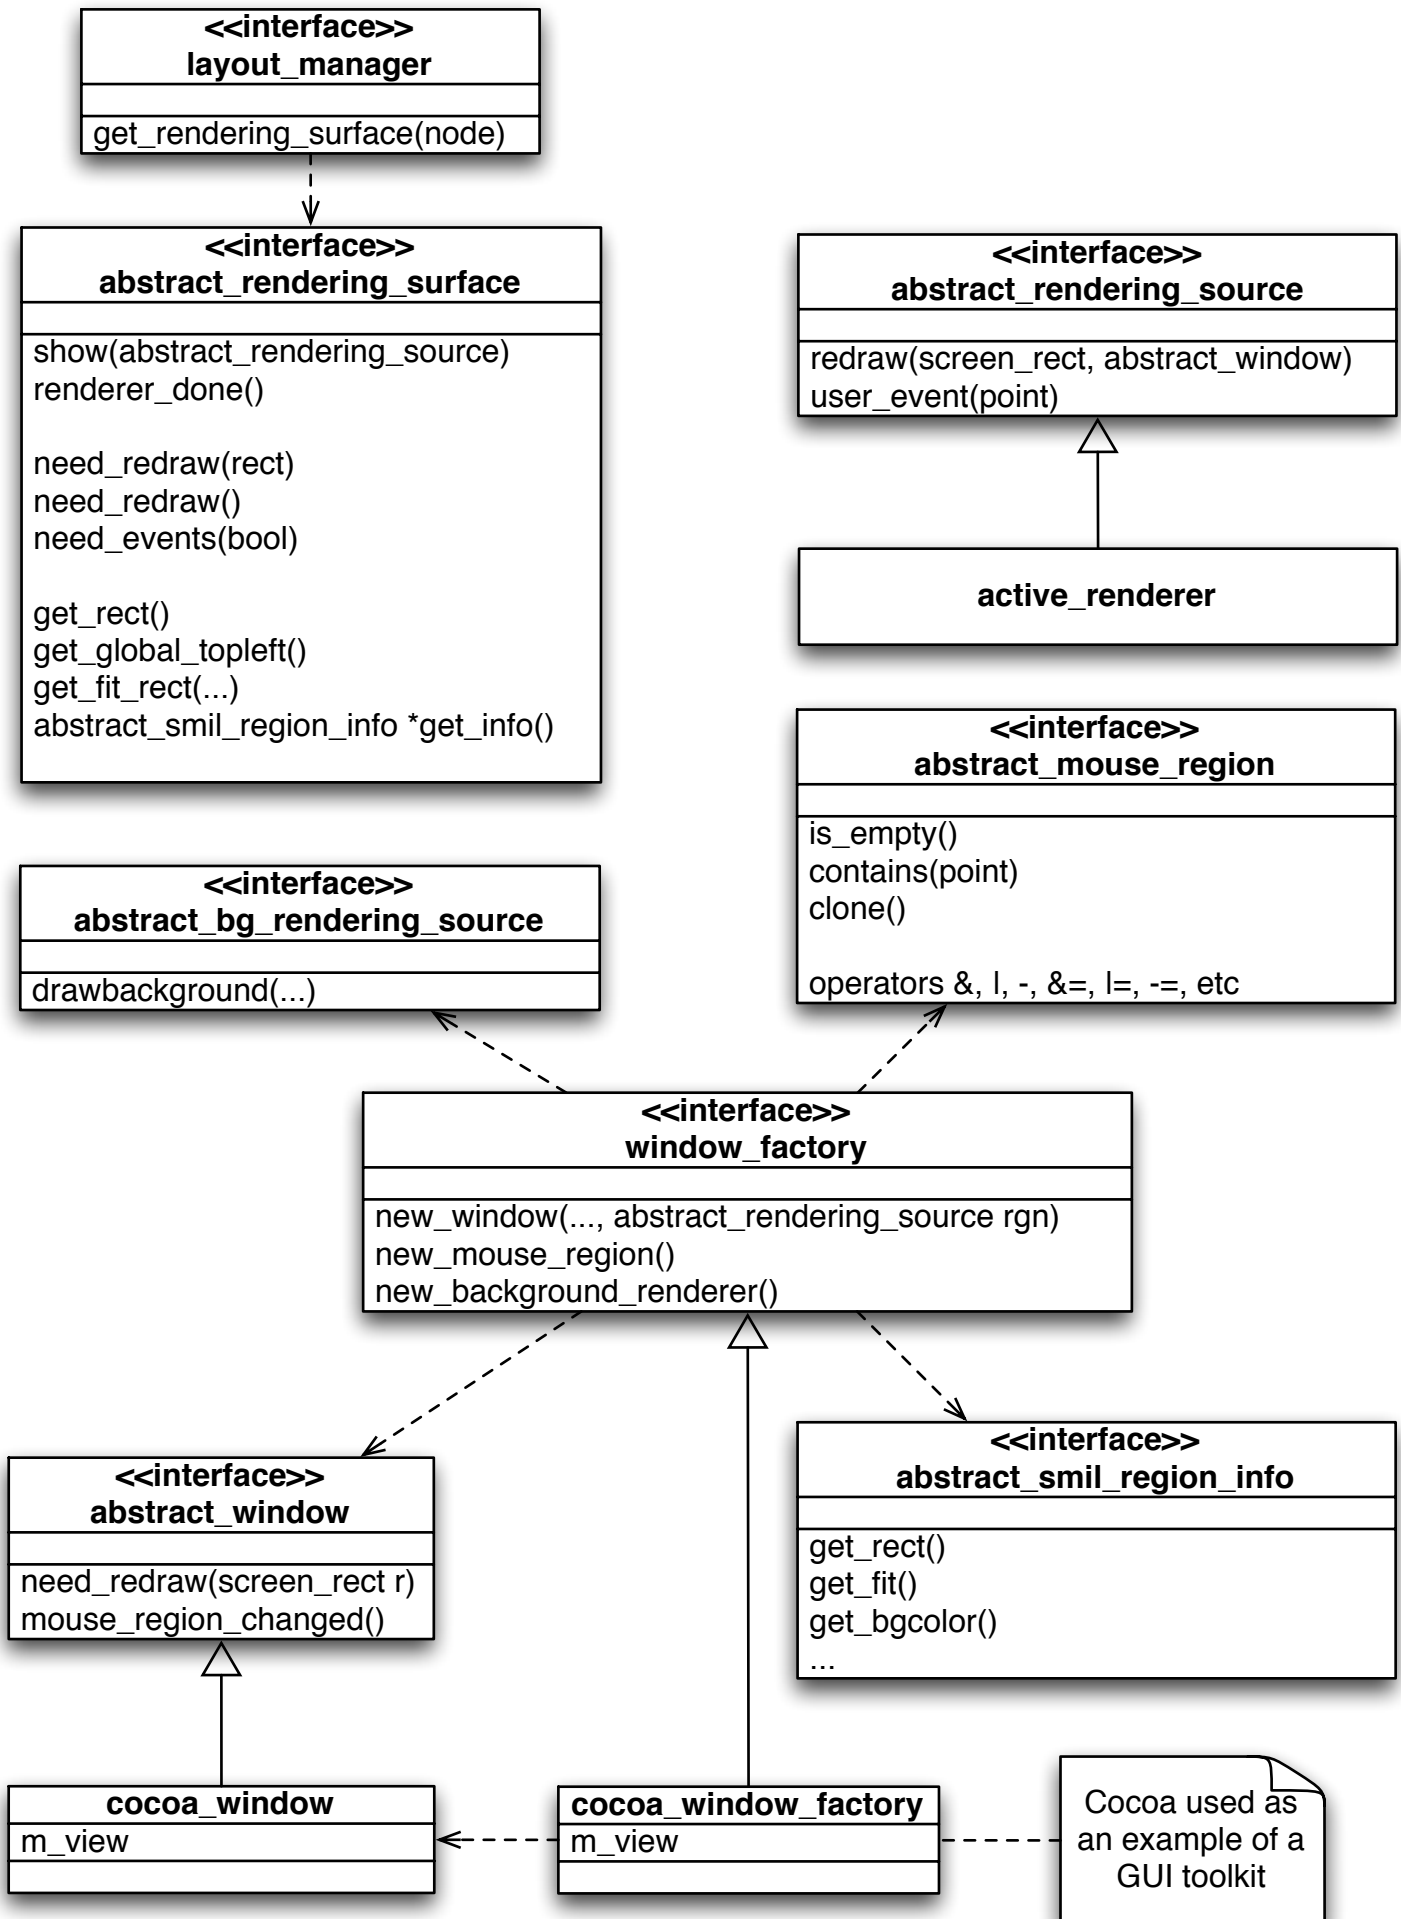 <<interface>>
layout_manager
get_rendering_surface(node)
<<interface>>
abstract_rendering_surface
show(abstract_rendering_source)
renderer_done()
need_redraw(rect)
need_redraw()
need_events(bool)
get_rect()
get_global_topleft()
get_fit_rect(...)
abstract_smil_region_info *get_info()
<<interface>>
abstract_rendering_source
redraw(screen_rect, abstract_window)
user_event(point)
active_renderer
<<interface>>
abstract_mouse_region
is_empty()
contains(point)
clone()
operators &, |, -, &=, |=, -=, etc
<<interface>>
abstract_bg_rendering_source
drawbackground(...)
<<interface>>
window_factory
new_window(..., abstract_rendering_source rgn)
new_mouse_region()
new_background_renderer()
<<interface>>
abstract_window
need_redraw(screen_rect r)
mouse_region_changed()
<<interface>>
abstract_smil_region_info
get_rect()
get_fit()
get_bgcolor()
...
cocoa_window
m_view
cocoa_window_factory
m_view
Cocoa used as
an example of a
GUI toolkit